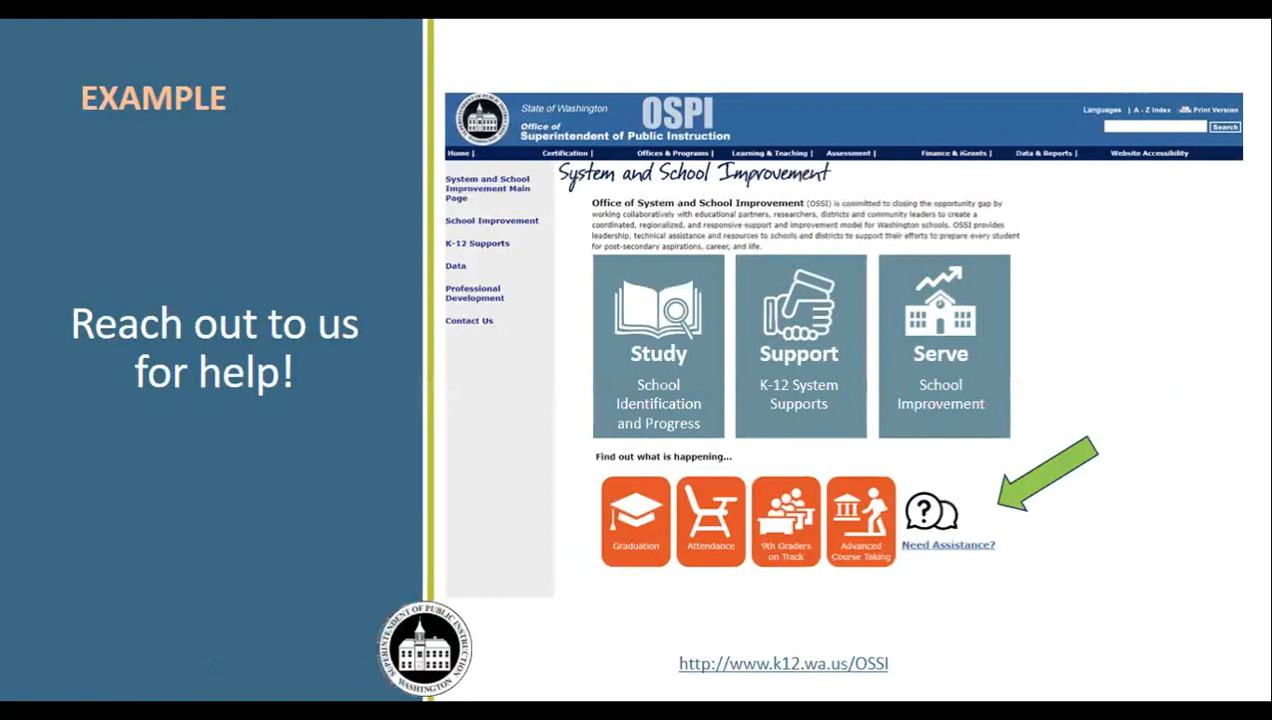 EXAMPLE
Reach out to us
for help!
State of Washington
OSPI
Office of
Superintendent of Public Instruction
Languages | A - Z Index Print Version
Search
Home | Certification | Offices & Programs | Learning & Teaching | Assessment | Finance & iGrants | Data & Reports | Website Accessibility
System and School Improvement
System and School
Improvement Main
Page
School Improvement
K-12 Supports
Data
Professional
Development
Contact Us
Office of System and School Improvement (OSSI) is committed to closing the opportunity gap by
working collaboratively with educational partners, researchers, districts and community leaders to create a
coordinated, regionalized, and responsive support and improvement model for Washington schools. OSSI provides
leadership, technical assistance and resources to schools and districts to support their efforts to prepare every student
for post-secondary aspirations, career, and life.
Study
School
Identification
and Progress
Support
K-12 System
Supports
Serve
School
Improvement
Find out what is happening...
Graduation
Attendance
9th Graders
on Track
Advanced
Course Taking
?
Need Assistance?
SUPERINTENDENT OF PUBLIC INSTRUCTION
WASHINGTON
http://www.k12.wa.us/OSSI